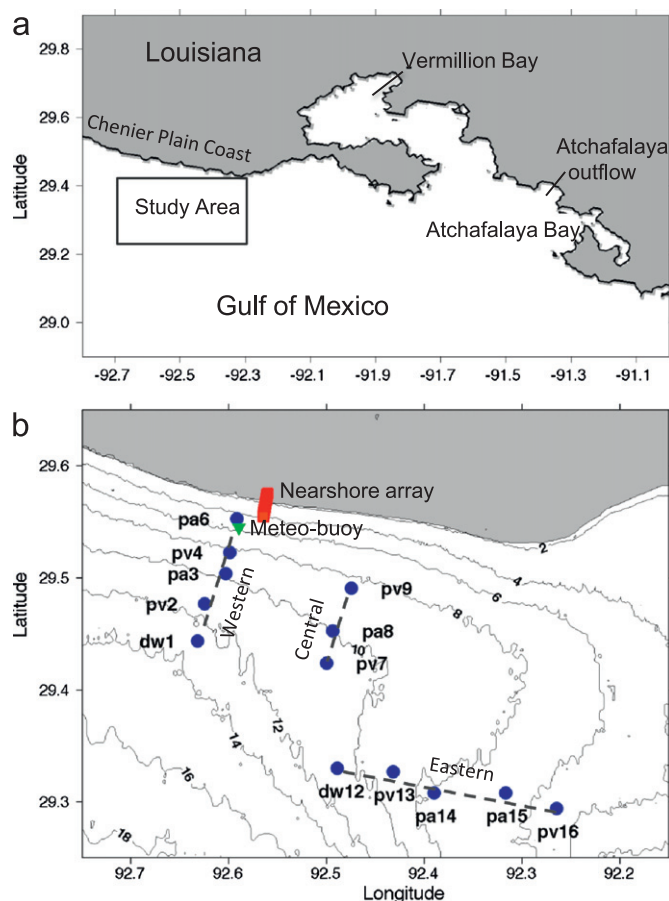 a
Louisiana
Vermillion Bay
Chenier Plain Coast
Atchafalaya
outflow
Study Area
Atchafalaya Bay
Gulf of Mexico
Latitude
29.8
29.6
29.4
29.2
29.0
-92.7
-92.5
-92.3
-92.1
-91.9
-91.7
-91.5
-91.3
-91.1
b
Latitude
29.6
29.5
29.4
29.3
Nearshore array
pa6
Meteo-buoy
pv4
pa3
pv2
dw1
Western
pv9
pa8
pv7
Central
2
4
6
8
10
12
14
16
18
Eastern
dw12
pv13
pa14
pa15
pv16
92.7
92.6
92.5
92.4
92.3
92.2
Longitude